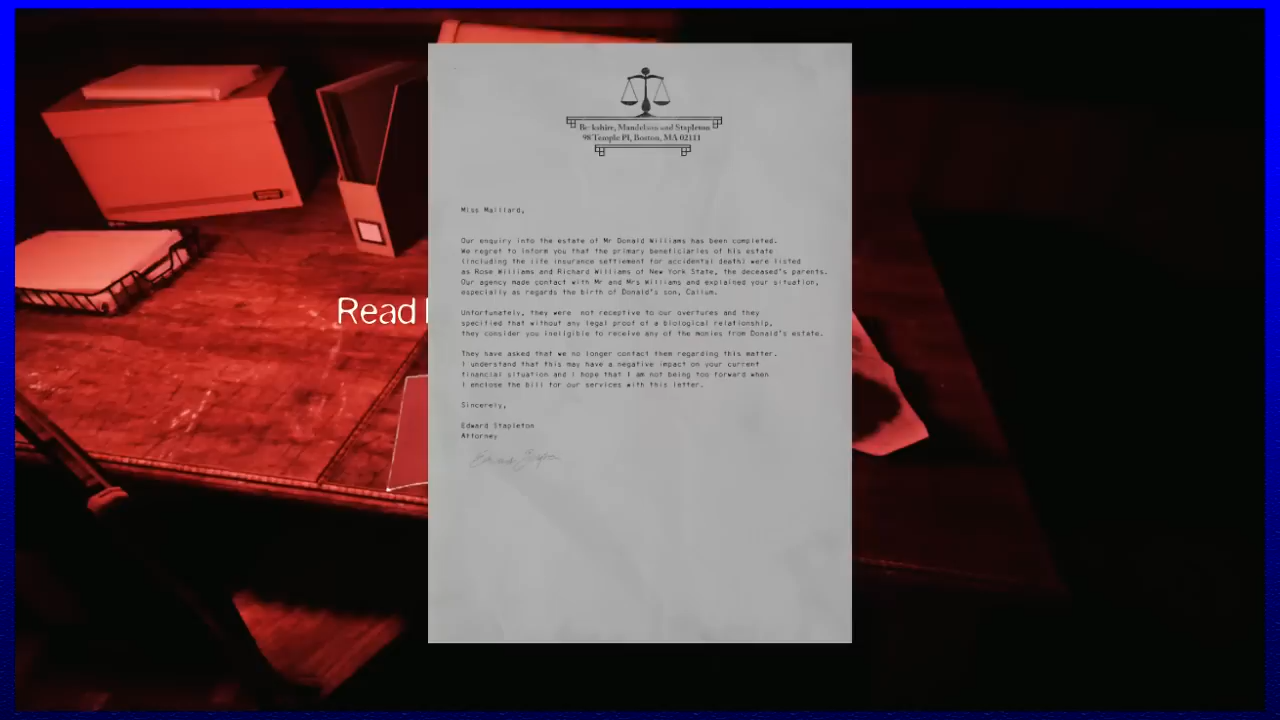 Berkshire, Mandelson and Stapleton
98 Temple Pl, Boston, MA 02111
Miss Maillard,
Our enquiry into the estate of Mr Donald Williams has been completed.
We regret to inform you that the primary beneficiaries of his estate
(including the life insurance settlement for accidental death) were listed
as Rose Williams and Richard Williams of New York State, the deceased's parents.
Our agency made contact with Mr and Mrs Williams and explained your situation,
especially as regards the birth of Donald's son, Callum.
Read
Unfortunately, they were not receptive to our overtures and they
specified that without any legal proof of a biological relationship,
they consider you ineligible to receive any of the monies from Donald's estate.
They have asked that we no longer contact them regarding this matter.
I understand that this may have a negative impact on your current
financial situation and I hope that I am not being too forward when
I enclose the bill for our services with this letter.
Sincerely,
Edward Stapleton
Attorney